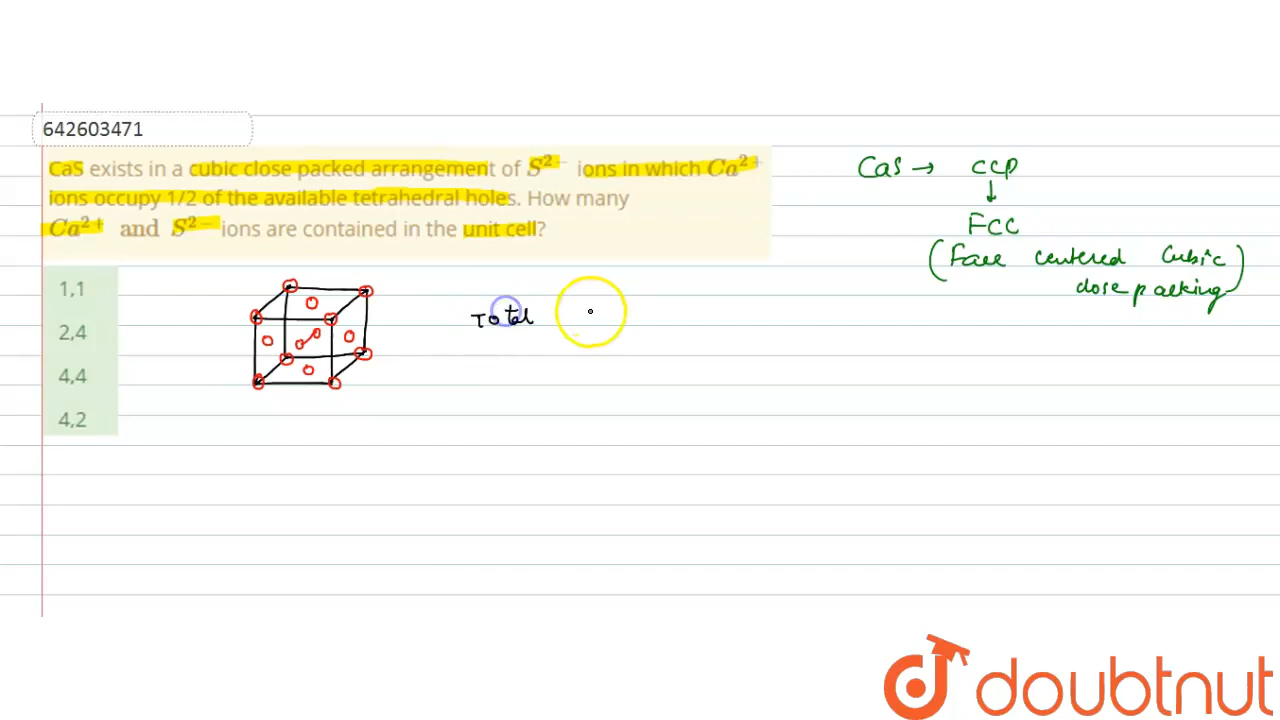 642603471
CaS exists in a cubic close packed arrangement of S²⁻ ions in which Ca²⁺
ions occupy 1/2 of the available tetrahedral holes. How many
Ca²⁺ and S²⁻ ions are contained in the unit cell?
1,1
2,4
4,4
4,2
Total
CaS → CCP
↓
FCC
(Face centered Cubic
close packing)
doubtnut